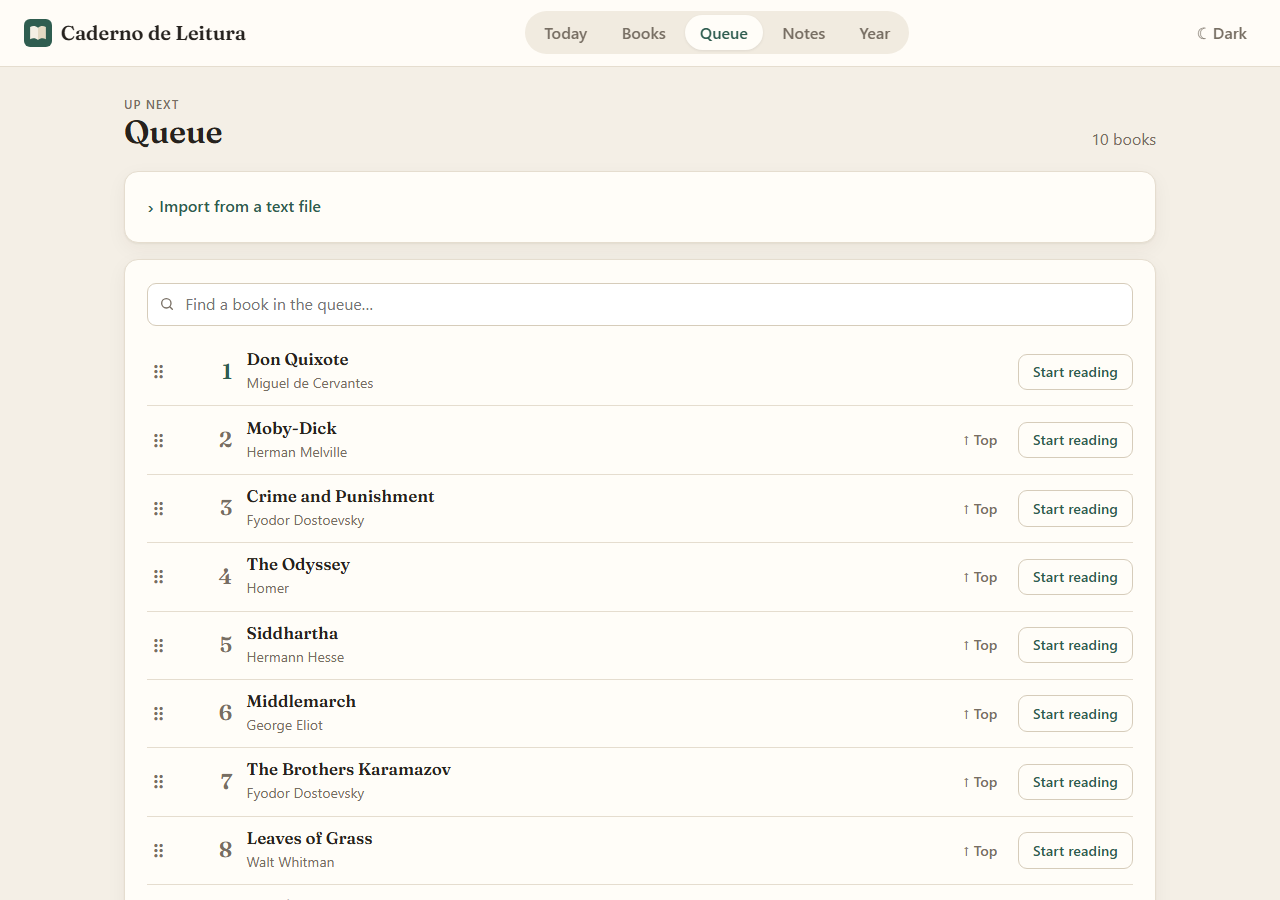 Caderno de Leitura
Today
Books
Queue
Notes
Year
☾ Dark
UP NEXT
Queue
10 books
› Import from a text file
Find a book in the queue...
1
Don Quixote
Miguel de Cervantes
Start reading
2
Moby-Dick
Herman Melville
↑ Top
Start reading
3
Crime and Punishment
Fyodor Dostoevsky
↑ Top
Start reading
4
The Odyssey
Homer
↑ Top
Start reading
5
Siddhartha
Hermann Hesse
↑ Top
Start reading
6
Middlemarch
George Eliot
↑ Top
Start reading
7
The Brothers Karamazov
Fyodor Dostoevsky
↑ Top
Start reading
8
Leaves of Grass
Walt Whitman
↑ Top
Start reading